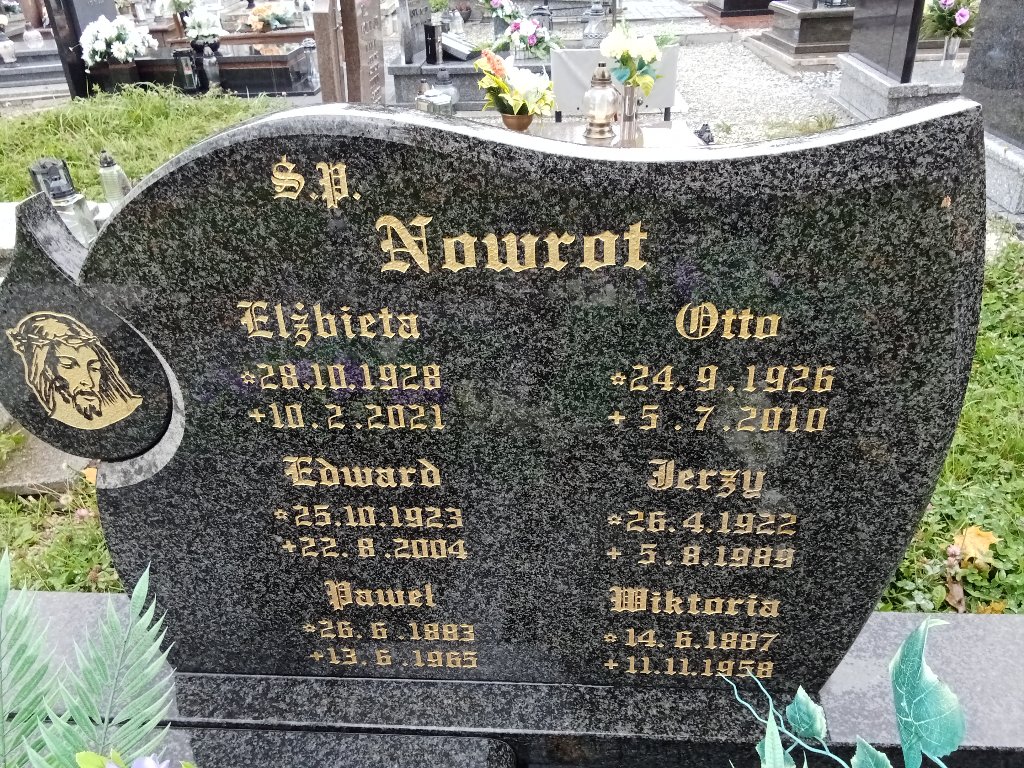 Ś.P.
Nowrot
Elżbieta
*28.10.1928
+10.2.2021
Otto
*24.9.1926
+5.7.2010
Edward
*25.10.1923
+22.8.2004
Jerzy
*26.4.1922
+5.8.1989
Paweł
*26.6.1883
+13.6.1965
Wiktoria
*14.6.1887
+11.11.1958